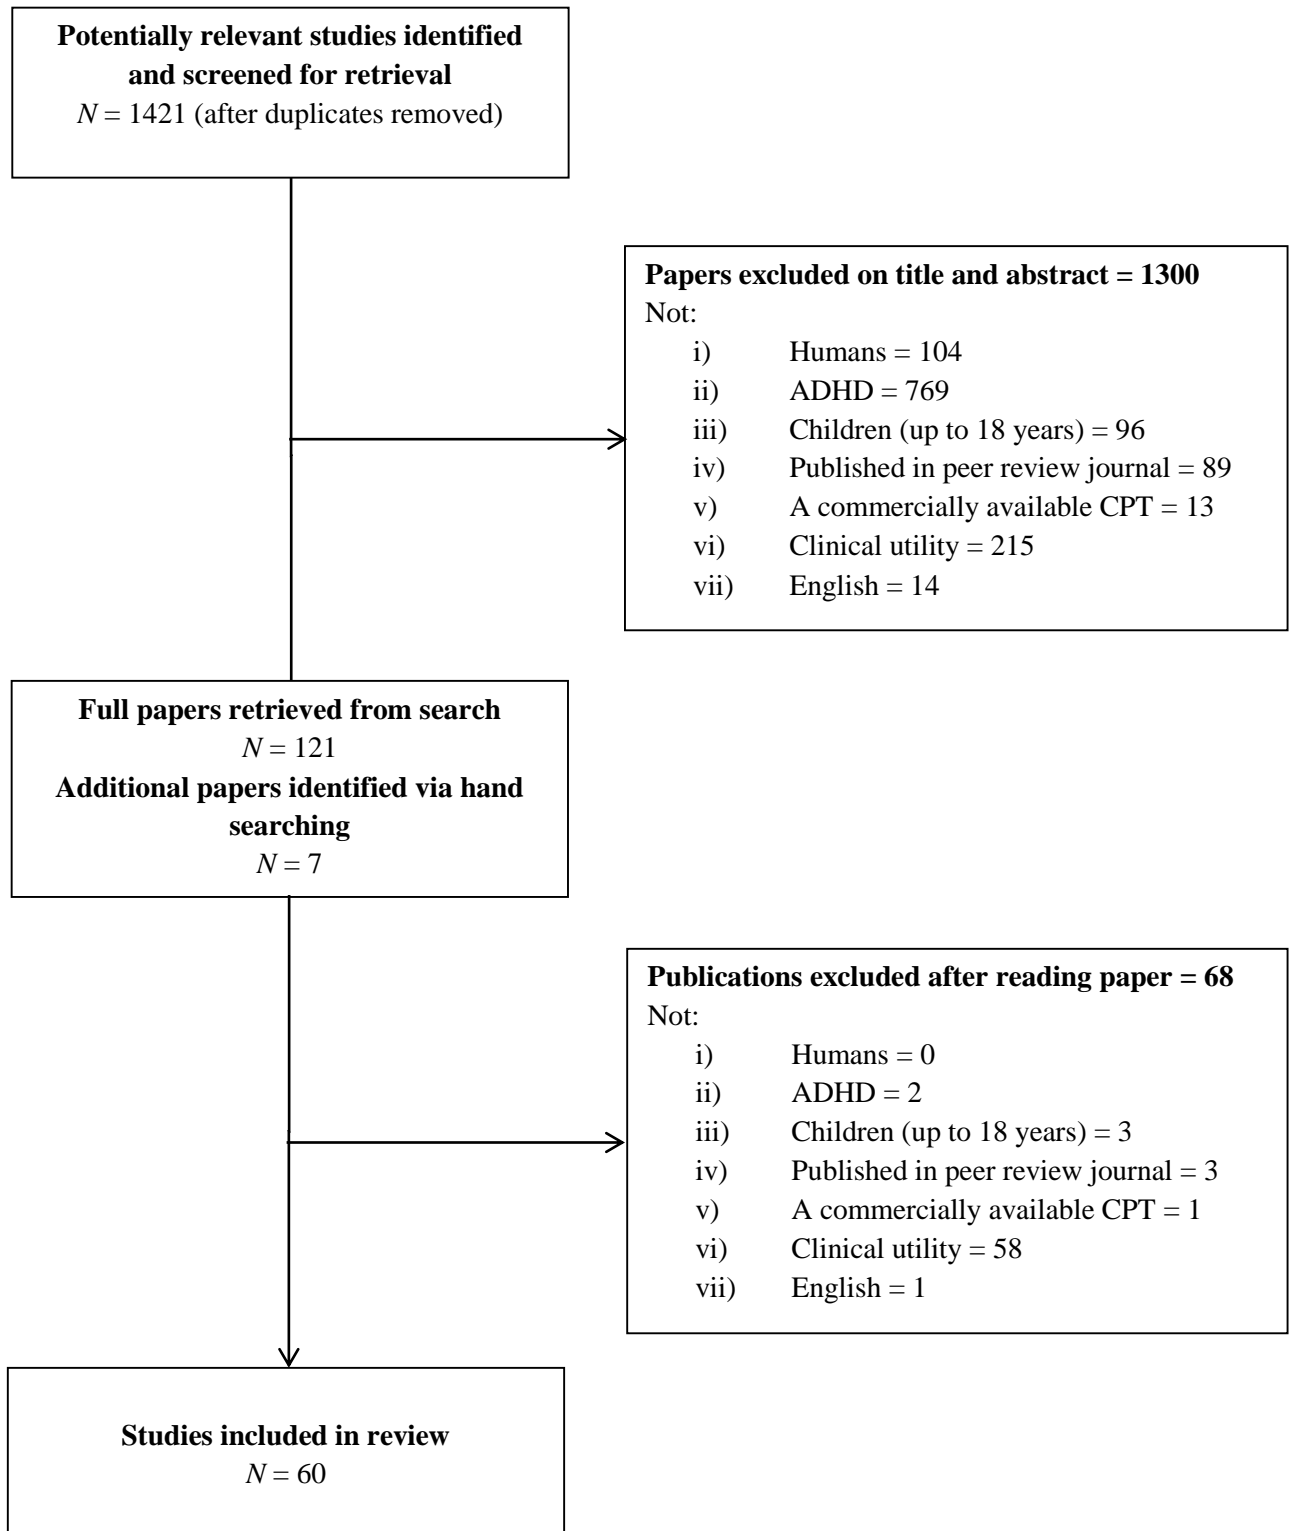 Potentially relevant studies identified
and screened for retrieval
N = 1421 (after duplicates removed)
Papers excluded on title and abstract = 1300
Not:
i) Humans = 104
ii) ADHD = 769
iii) Children (up to 18 years) = 96
iv) Published in peer review journal = 89
v) A commercially available CPT = 13
vi) Clinical utility = 215
vii) English = 14
Full papers retrieved from search
N = 121
Additional papers identified via hand
searching
N = 7
Publications excluded after reading paper = 68
Not:
i) Humans = 0
ii) ADHD = 2
iii) Children (up to 18 years) = 3
iv) Published in peer review journal = 3
v) A commercially available CPT = 1
vi) Clinical utility = 58
vii) English = 1
Studies included in review
N = 60